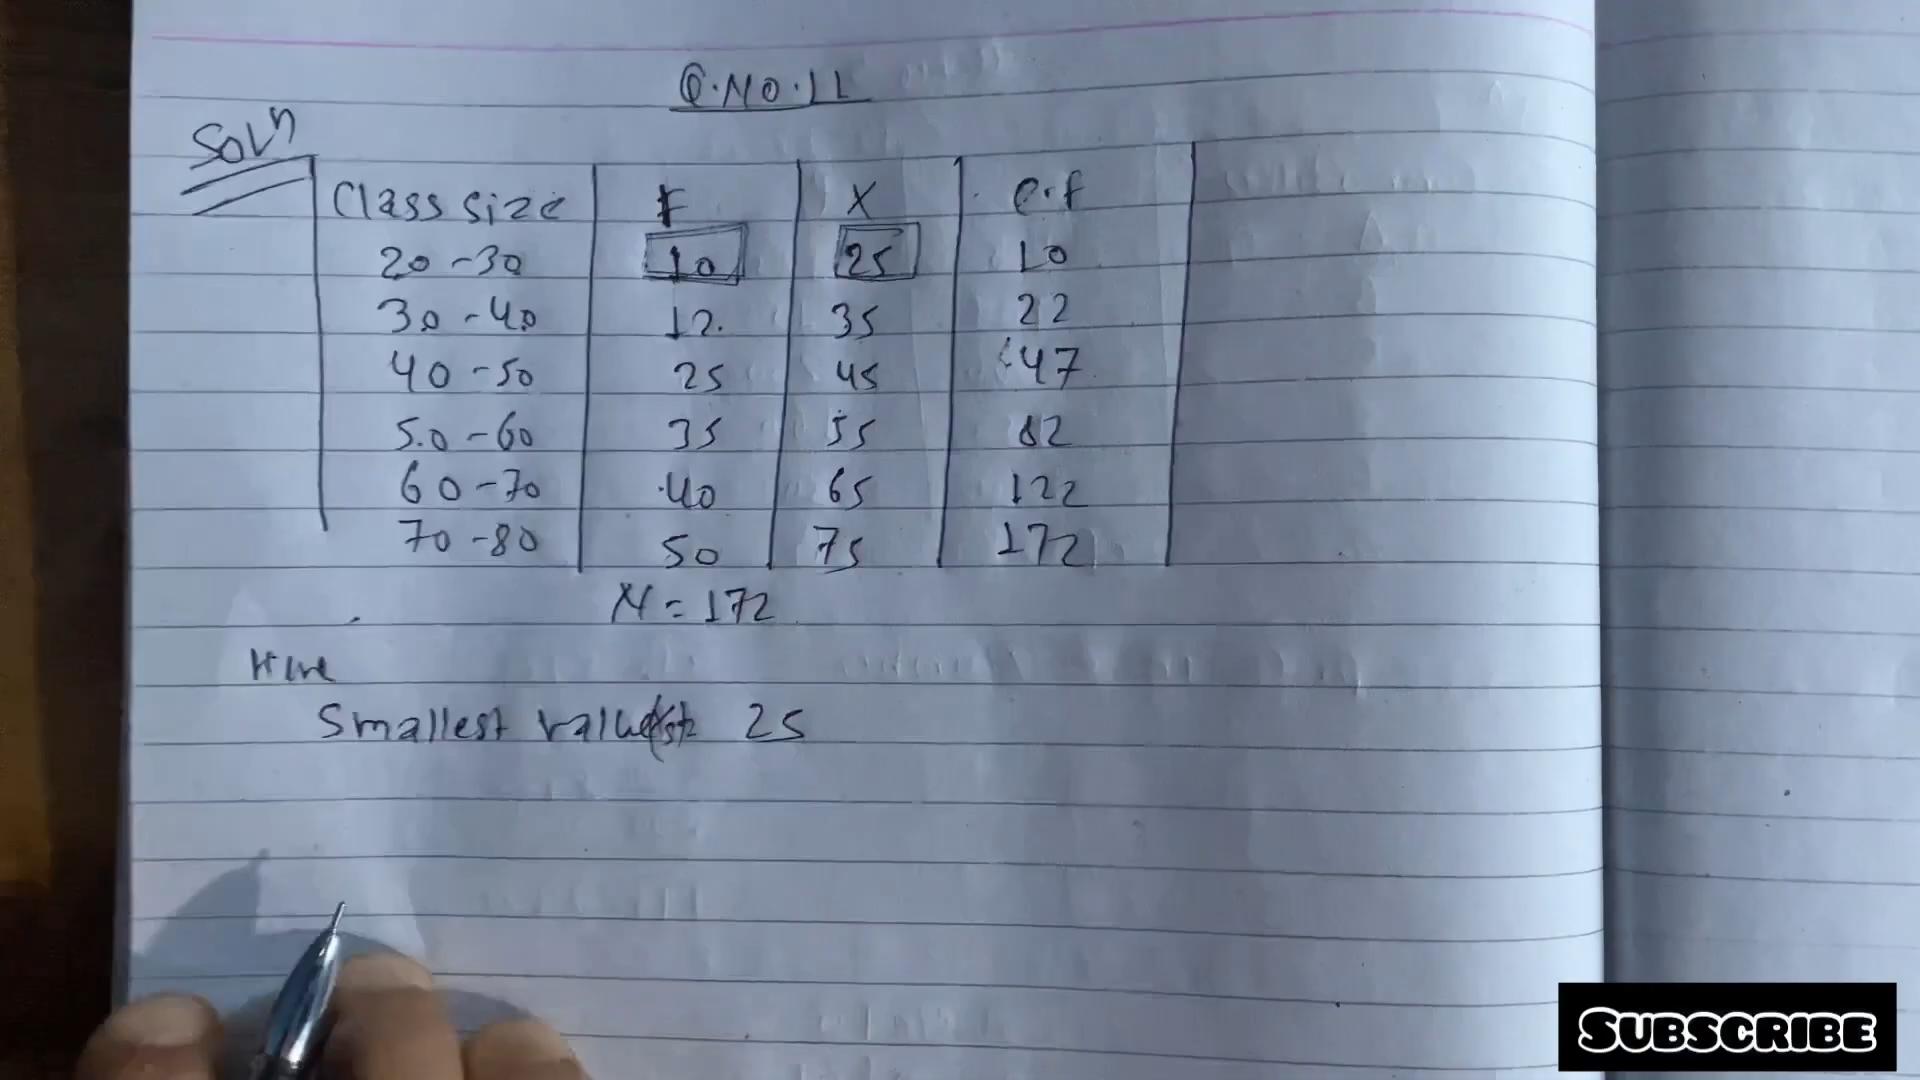 Q.NO.11
Solⁿ
Class size F X c.f
20-30 10 25 10
30-40 12 35 22
40-50 25 45 47
50-60 35 55 82
60-70 40 65 122
70-80 50 75 172
N = 172
Here
Smallest value 25
SUBSCRIBE